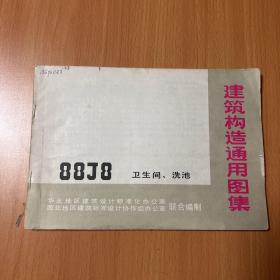 88J8 卫生间、洗池
华北地区建筑设计标准化办公室
西北地区建筑标准设计协作组办公室
联合编制
建筑构造通用图集